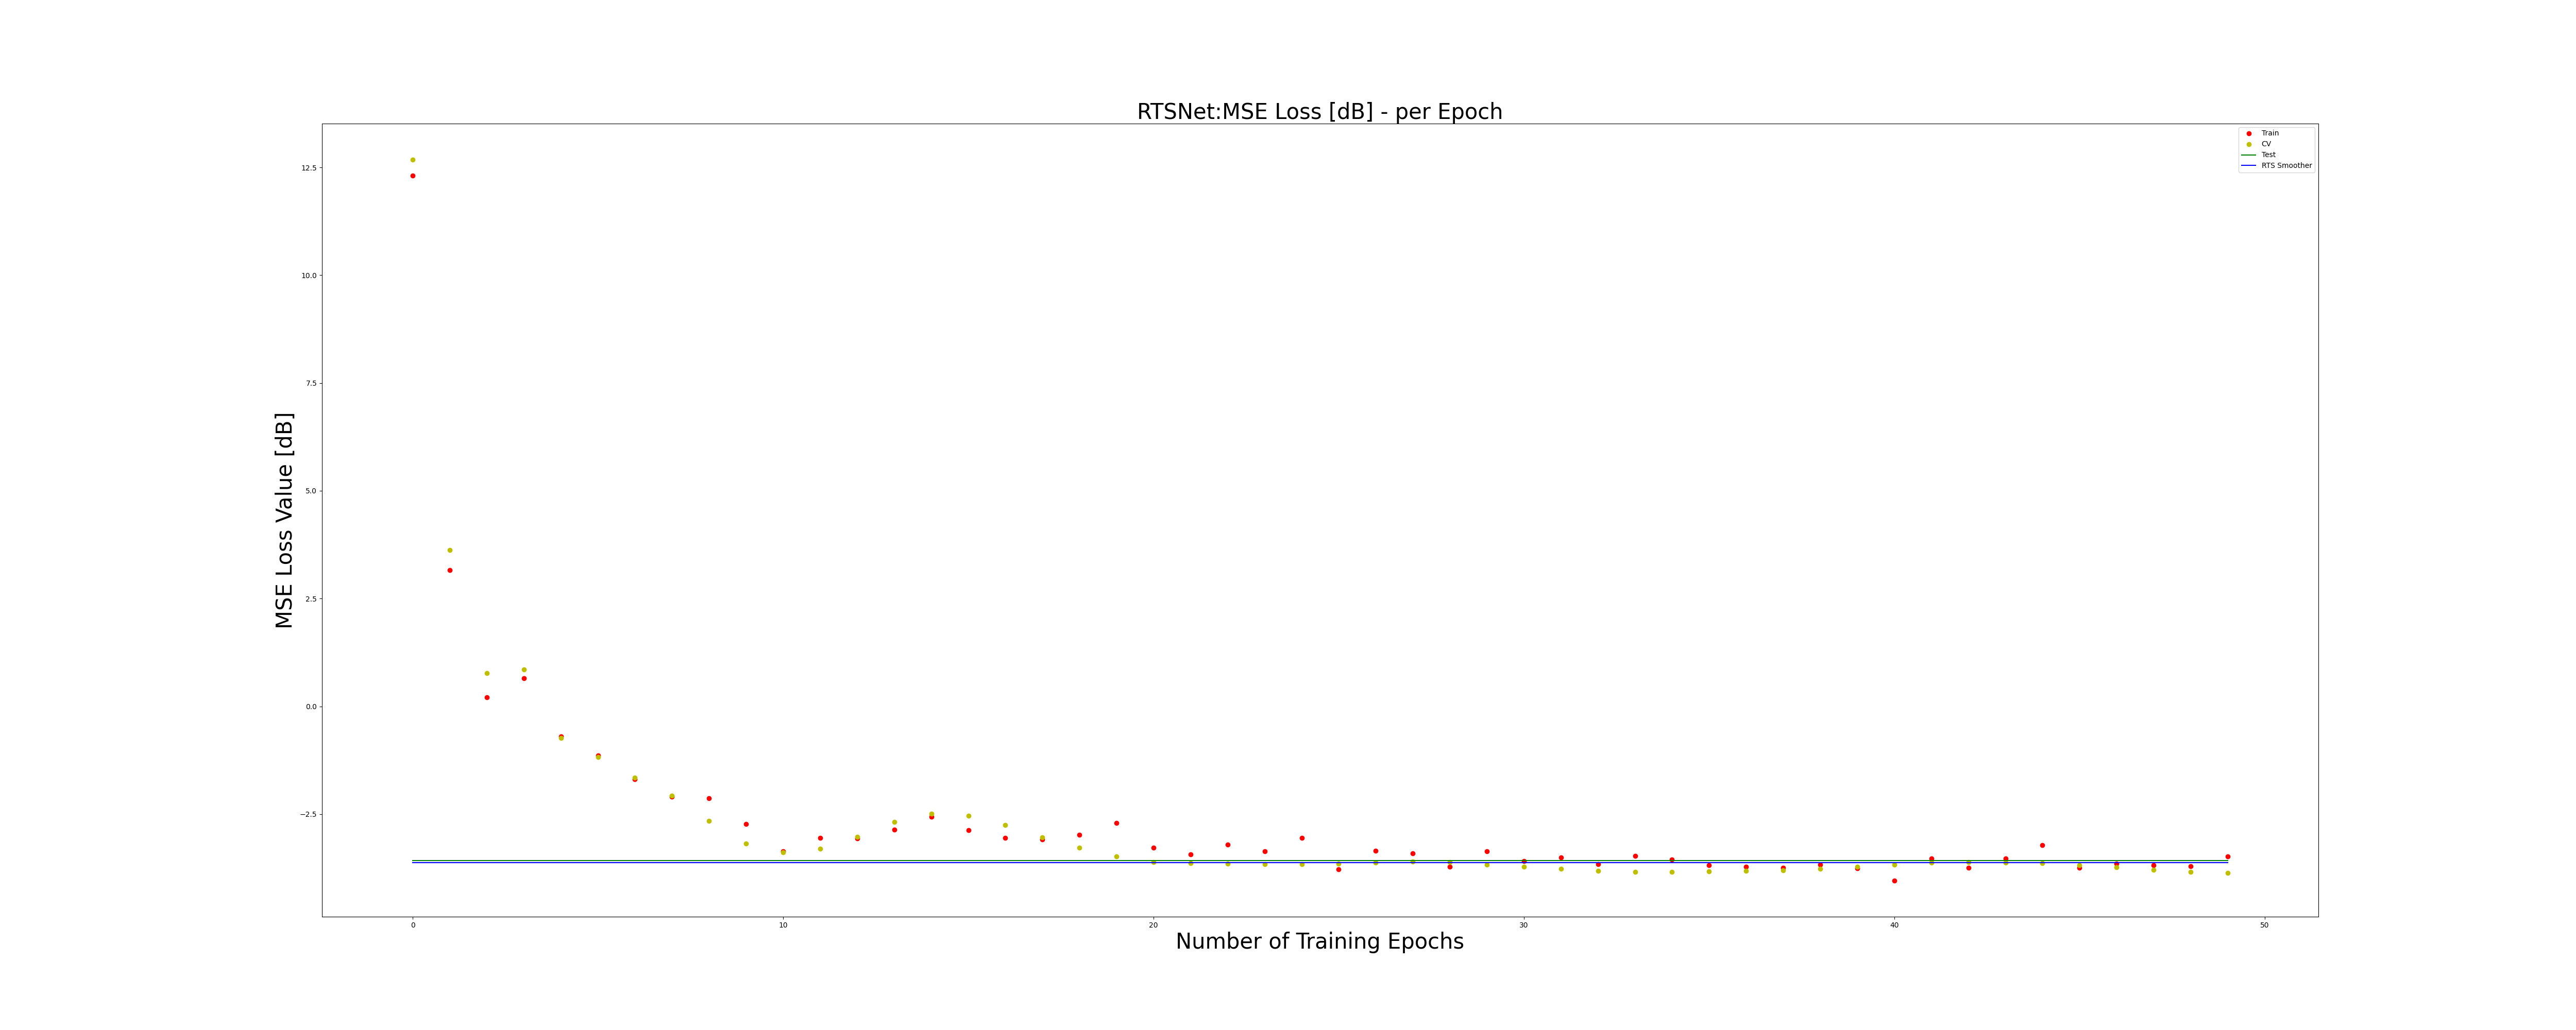 RTSNet:MSE Loss [dB] - per Epoch
Train
CV
Test
RTS Smoother
MSE Loss Value [dB]
12.5
10.0
7.5
5.0
2.5
0.0
−2.5
0
10
20
30
40
50
Number of Training Epochs